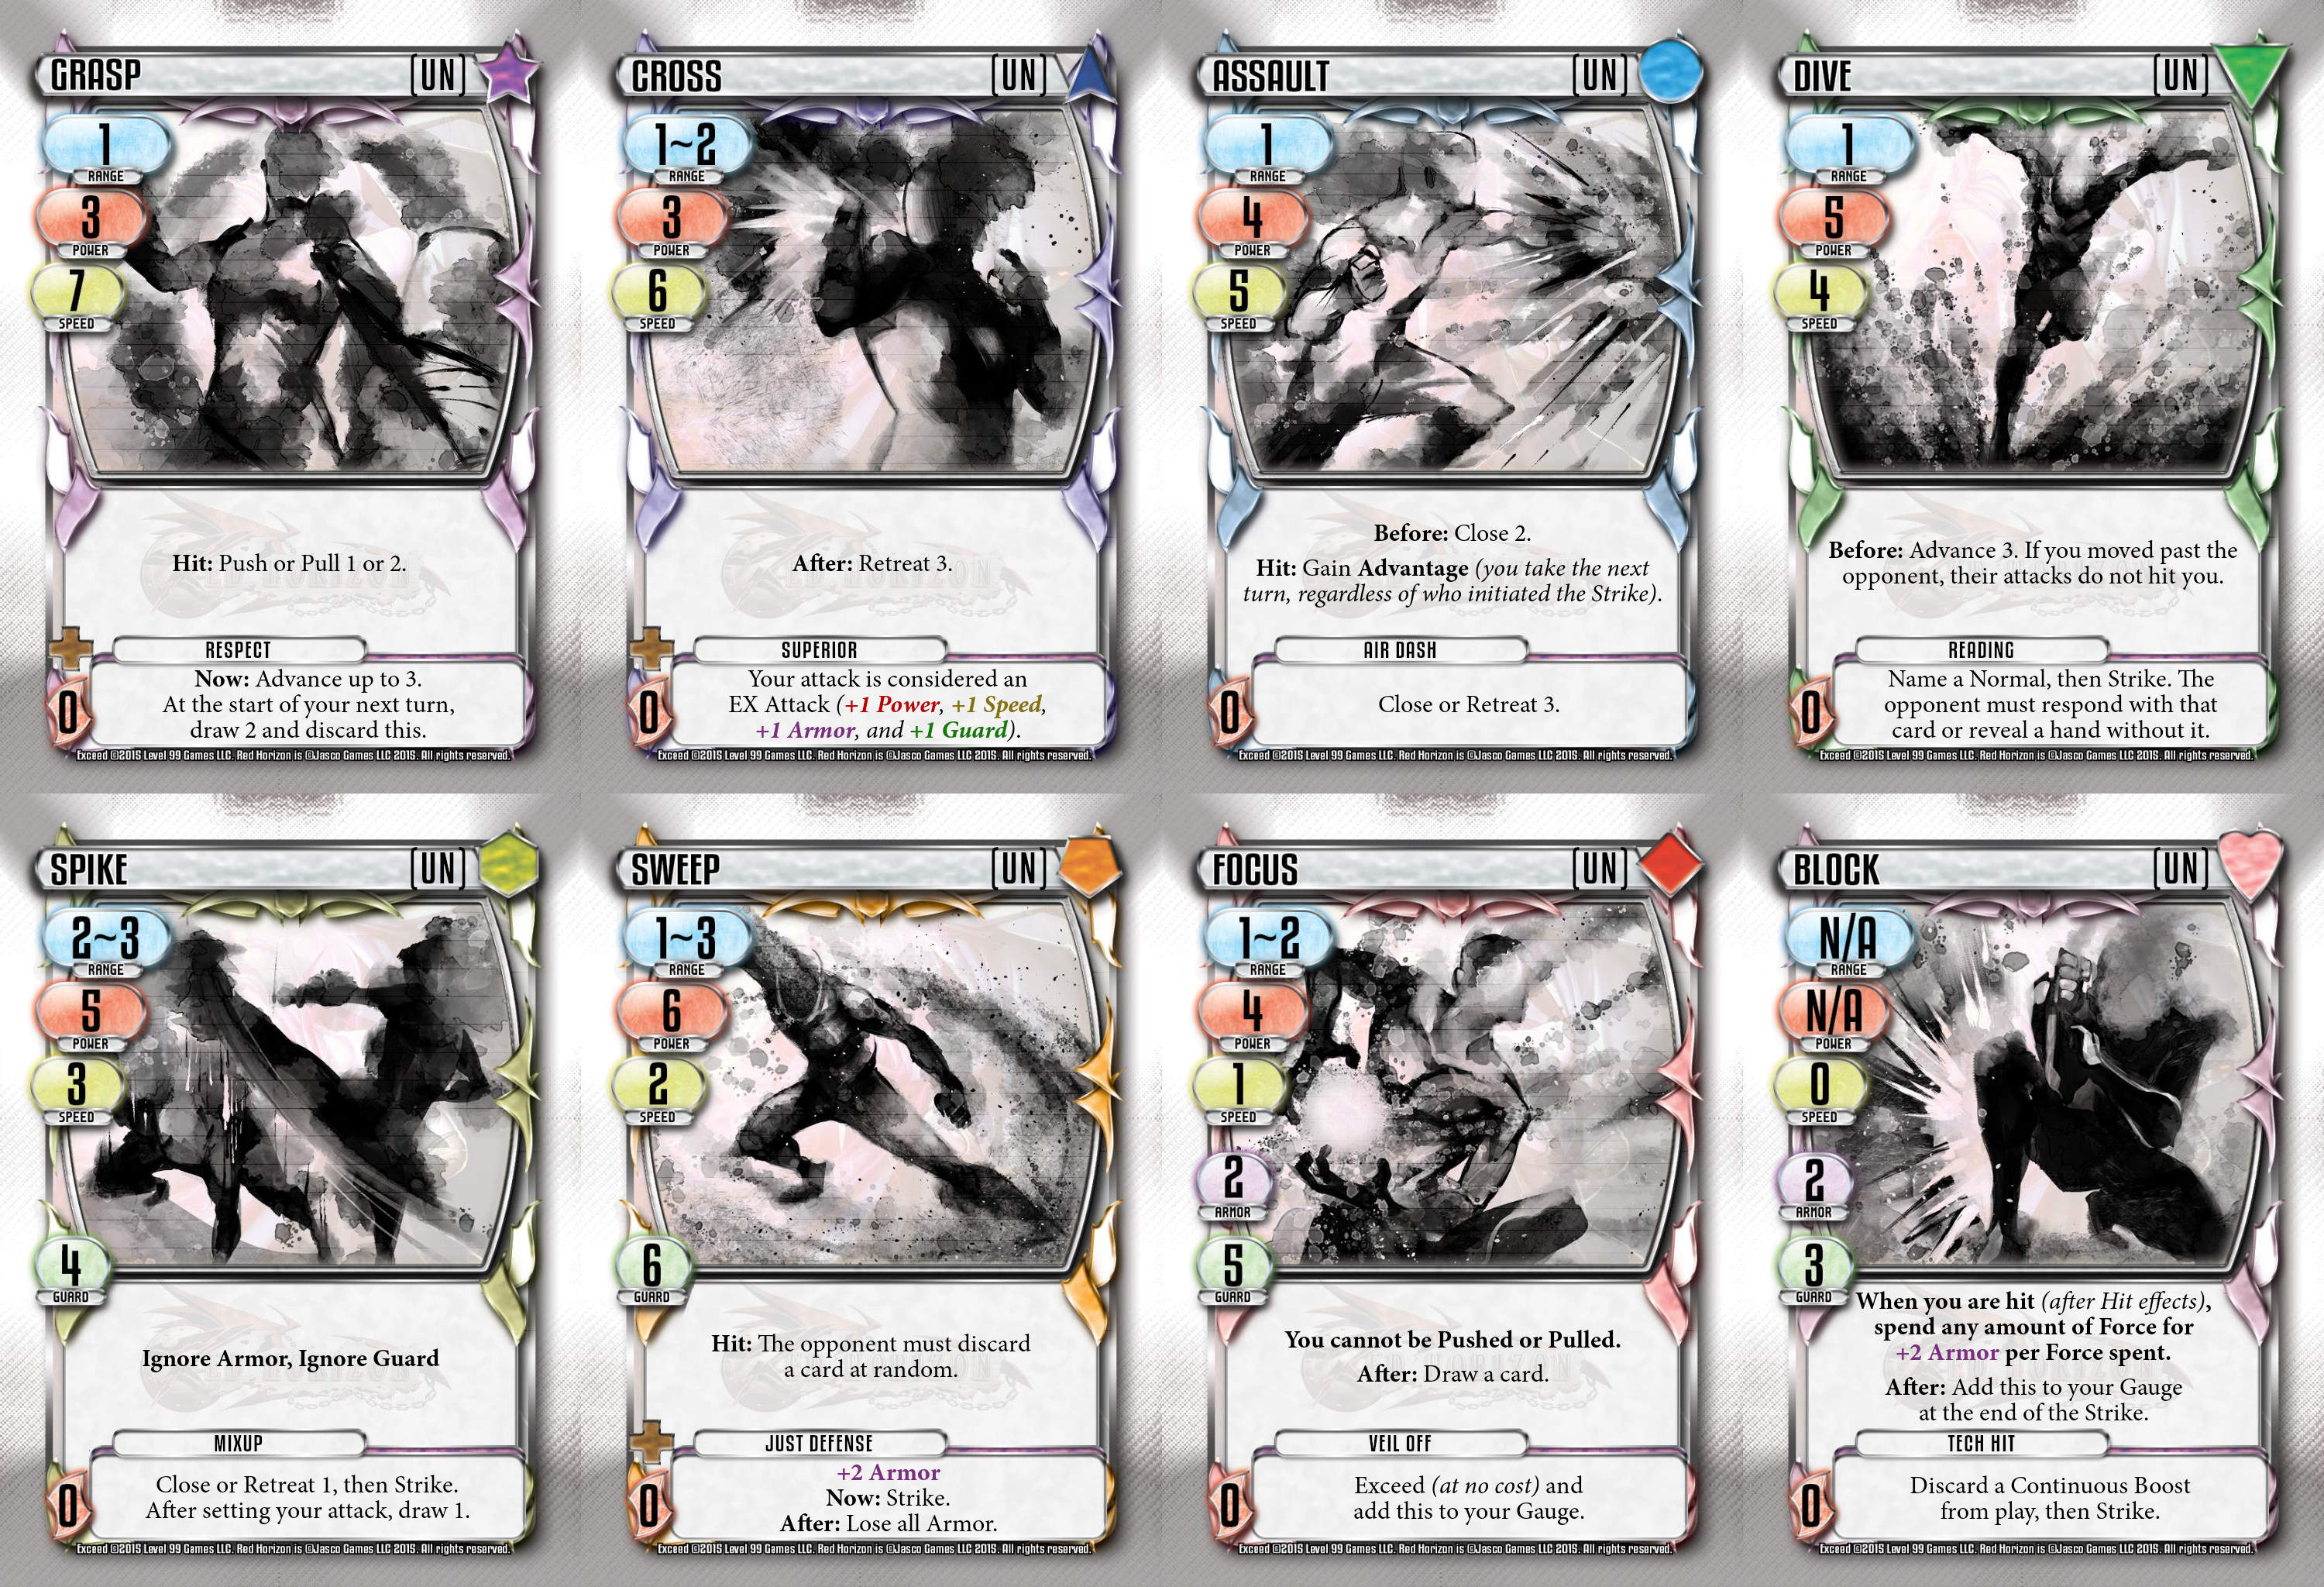 GRASP [UN]
1
RANGE
3
POWER
7
SPEED
Hit: Push or Pull 1 or 2.
RESPECT
0
Now: Advance up to 3.
At the start of your next turn,
draw 2 and discard this.
Exceed ©2015 Level 99 Games LLC. Red Horizon is ©Jasco Games LLC 2015. All rights reserved.
CROSS [UN]
1~2
RANGE
3
POWER
6
SPEED
After: Retreat 3.
SUPERIOR
0
Your attack is considered an
EX Attack (+1 Power, +1 Speed,
+1 Armor, and +1 Guard).
Exceed ©2015 Level 99 Games LLC. Red Horizon is ©Jasco Games LLC 2015. All rights reserved.
ASSAULT [UN]
1
RANGE
4
POWER
5
SPEED
Before: Close 2.
Hit: Gain Advantage (you take the next
turn, regardless of who initiated the Strike).
AIR DASH
0
Close or Retreat 3.
Exceed ©2015 Level 99 Games LLC. Red Horizon is ©Jasco Games LLC 2015. All rights reserved.
DIVE [UN]
1
RANGE
5
POWER
4
SPEED
Before: Advance 3. If you moved past the
opponent, their attacks do not hit you.
READING
0
Name a Normal, then Strike. The
opponent must respond with that
card or reveal a hand without it.
Exceed ©2015 Level 99 Games LLC. Red Horizon is ©Jasco Games LLC 2015. All rights reserved.
SPIKE [UN]
2~3
RANGE
5
POWER
3
SPEED
4
GUARD
Ignore Armor, Ignore Guard
MIXUP
0
Close or Retreat 1, then Strike.
After setting your attack, draw 1.
Exceed ©2015 Level 99 Games LLC. Red Horizon is ©Jasco Games LLC 2015. All rights reserved.
SWEEP [UN]
1~3
RANGE
6
POWER
2
SPEED
6
GUARD
Hit: The opponent must discard
a card at random.
JUST DEFENSE
0
+2 Armor
Now: Strike.
After: Lose all Armor.
Exceed ©2015 Level 99 Games LLC. Red Horizon is ©Jasco Games LLC 2015. All rights reserved.
FOCUS [UN]
1~2
RANGE
4
POWER
1
SPEED
2
ARMOR
5
GUARD
You cannot be Pushed or Pulled.
After: Draw a card.
VEIL OFF
0
Exceed (at no cost) and
add this to your Gauge.
Exceed ©2015 Level 99 Games LLC. Red Horizon is ©Jasco Games LLC 2015. All rights reserved.
BLOCK [UN]
N/A
RANGE
N/A
POWER
0
SPEED
2
ARMOR
3
GUARD
When you are hit (after Hit effects),
spend any amount of Force for
+2 Armor per Force spent.
After: Add this to your Gauge
at the end of the Strike.
TECH HIT
0
Discard a Continuous Boost
from play, then Strike.
Exceed ©2015 Level 99 Games LLC. Red Horizon is ©Jasco Games LLC 2015. All rights reserved.